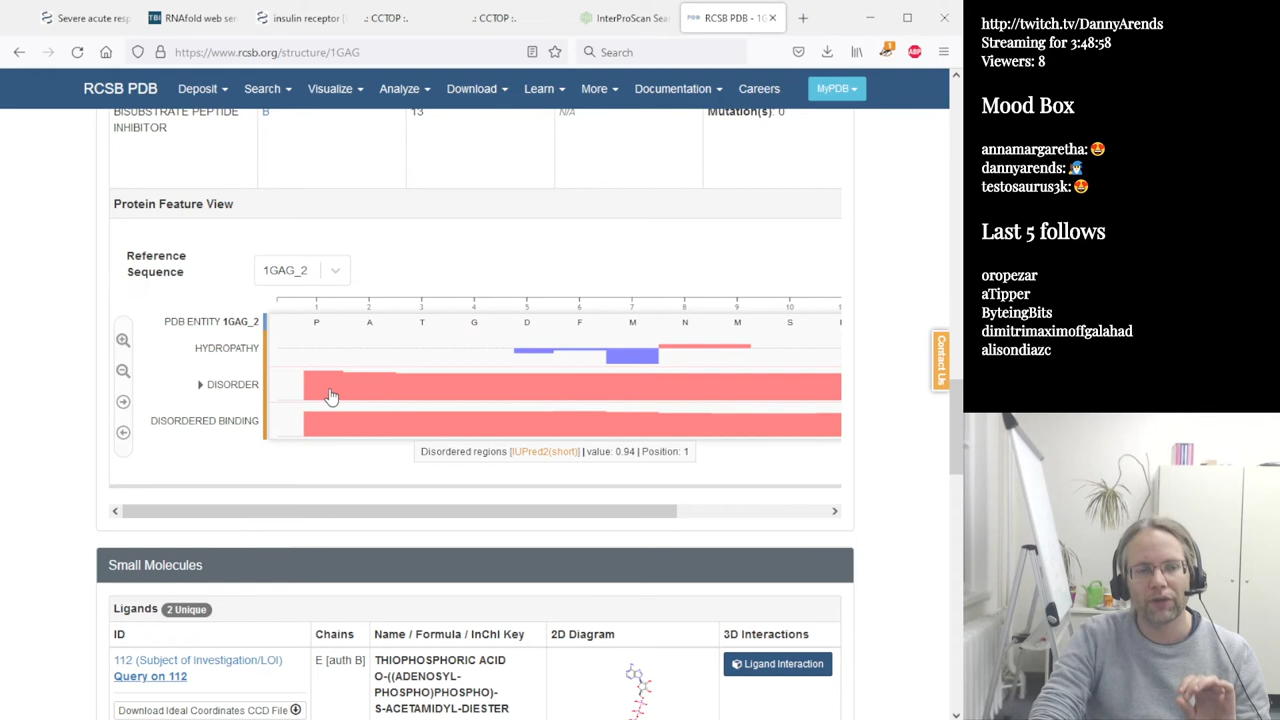 Severe acute resp
TBI RNAfold web ser
insulin receptor [
.: CCTOP :.
.: CCTOP :.
InterProScan Sea
RCSB PDB - 1G
https://www.rcsb.org/structure/1GAG
Search
ABP
RCSB PDB Deposit Search Visualize Analyze Download Learn More Documentation Careers MyPDB
BISUBSTRATE PEPTIDE INHIBITOR
B
13
N/A
Mutation(s): 0
Protein Feature View
Reference Sequence
1GAG_2
1 2 3 4 5 6 7 8 9 10
PDB ENTITY 1GAG_2 P A T G D F M N M S
HYDROPATHY
DISORDER
DISORDERED BINDING
Disordered regions [IUPred2(short)] | value: 0.94 | Position: 1
Contact Us
Small Molecules
Ligands 2 Unique
ID Chains Name / Formula / InChI Key 2D Diagram 3D Interactions
112 (Subject of Investigation/LOI)
Query on 112
Download Ideal Coordinates CCD File
E [auth B]
THIOPHOSPHORIC ACID
O-((ADENOSYL-
PHOSPHO)PHOSPHO)-
S-ACETAMIDYL-DIESTER
Ligand Interaction
http://twitch.tv/DannyArends
Streaming for 3:48:58
Viewers: 8
Mood Box
annamargaretha: 😍
dannyarends: 🧙
testosaurus3k: 😍
Last 5 follows
oropezar
aTipper
ByteingBits
dimitrimaximoffgalahad
alisondiazc